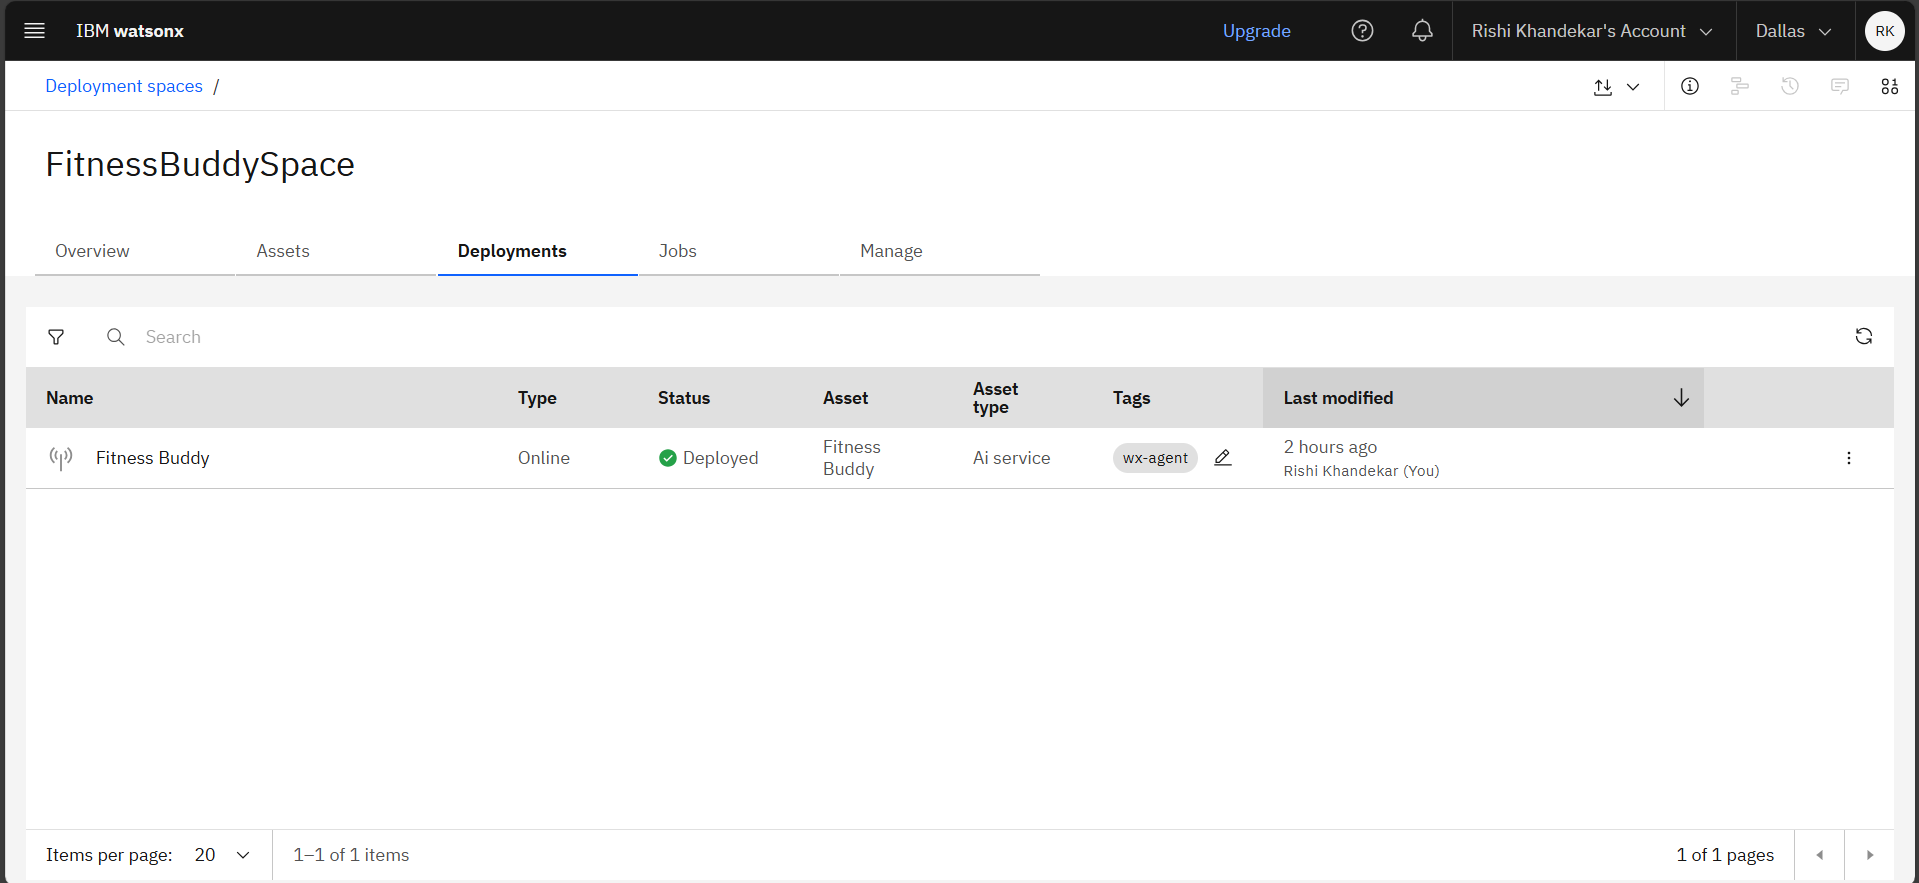 IBM watsonx
Upgrade
Rishi Khandekar's Account
Dallas
RK
Deployment spaces /
FitnessBuddySpace
Overview
Assets
Deployments
Jobs
Manage
Search
Name
Type
Status
Asset
Asset
type
Tags
Last modified
Fitness Buddy
Online
Deployed
Fitness
Buddy
Ai service
wx-agent
2 hours ago
Rishi Khandekar (You)
Items per page: 20
1–1 of 1 items
1 of 1 pages